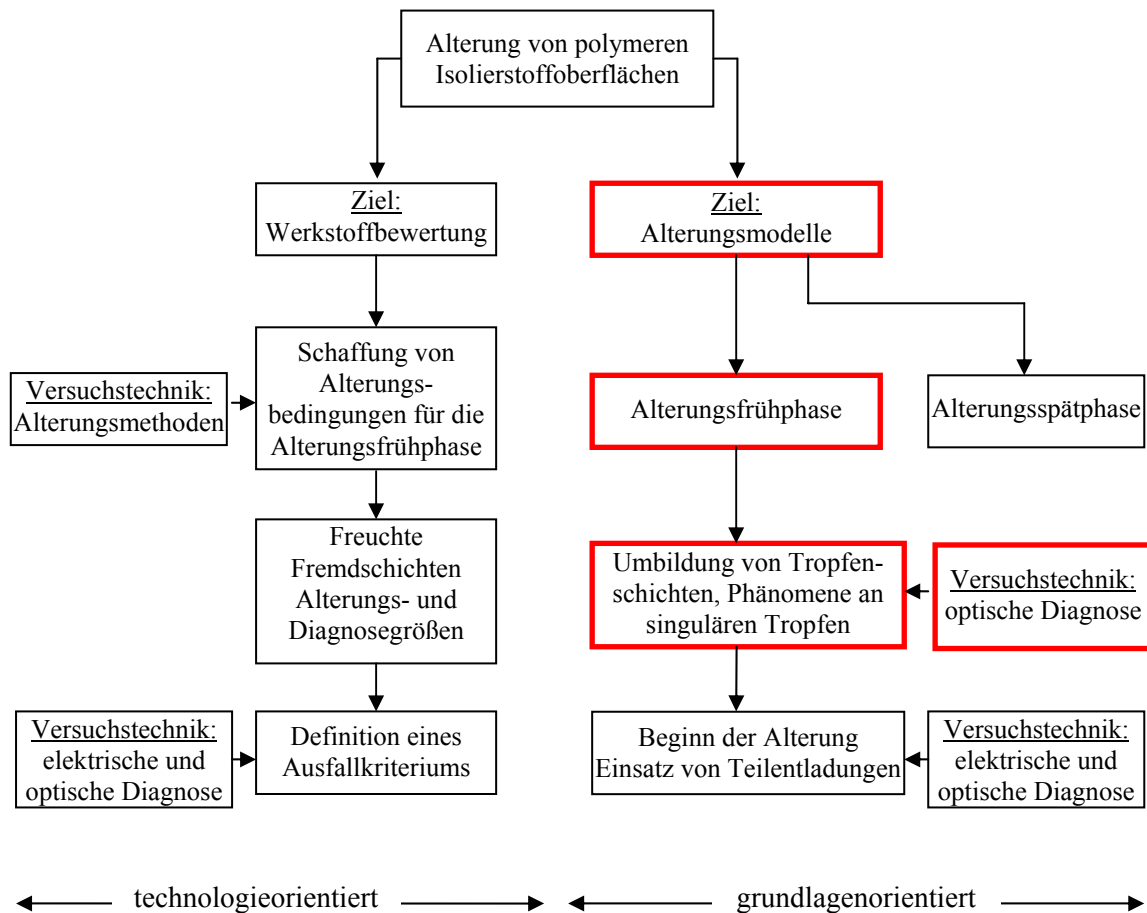 Alterung von polymeren
Isolierstoffoberflächen
Ziel:
Werkstoffbewertung
Ziel:
Alterungsmodelle
Versuchstechnik:
Alterungsmethoden
Schaffung von
Alterungs-
bedingungen für die
Alterungsfrühphase
Alterungsfrühphase
Alterungsspätphase
Freuchte
Fremdschichten
Alterungs- und
Diagnosegrößen
Umbildung von Tropfen-
schichten, Phänomene an
singulären Tropfen
Versuchstechnik:
optische Diagnose
Versuchstechnik:
elektrische und
optische Diagnose
Definition eines
Ausfallkriteriums
Beginn der Alterung
Einsatz von Teilentladungen
Versuchstechnik:
elektrische und
optische Diagnose
technologieorientiert
grundlagenorientiert